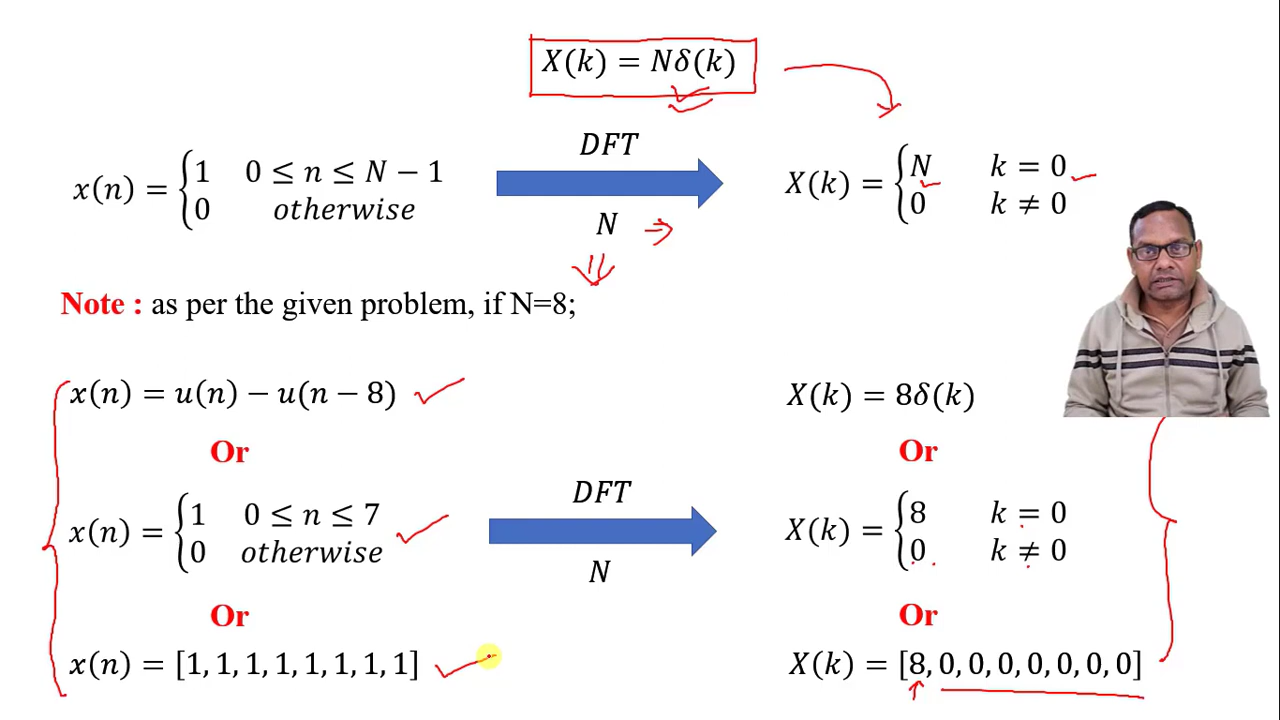 X(k) = Nδ(k)
DFT
x(n) = {1 0 ≤ n ≤ N − 1
0 otherwise
N
X(k) = {N k = 0
0 k ≠ 0
Note : as per the given problem, if N=8;
x(n) = u(n) − u(n − 8)
X(k) = 8δ(k)
Or
Or
x(n) = {1 0 ≤ n ≤ 7
0 otherwise
DFT
N
X(k) = {8 k = 0
0 k ≠ 0
Or
Or
x(n) = [1, 1, 1, 1, 1, 1, 1, 1]
X(k) = [8, 0, 0, 0, 0, 0, 0, 0]